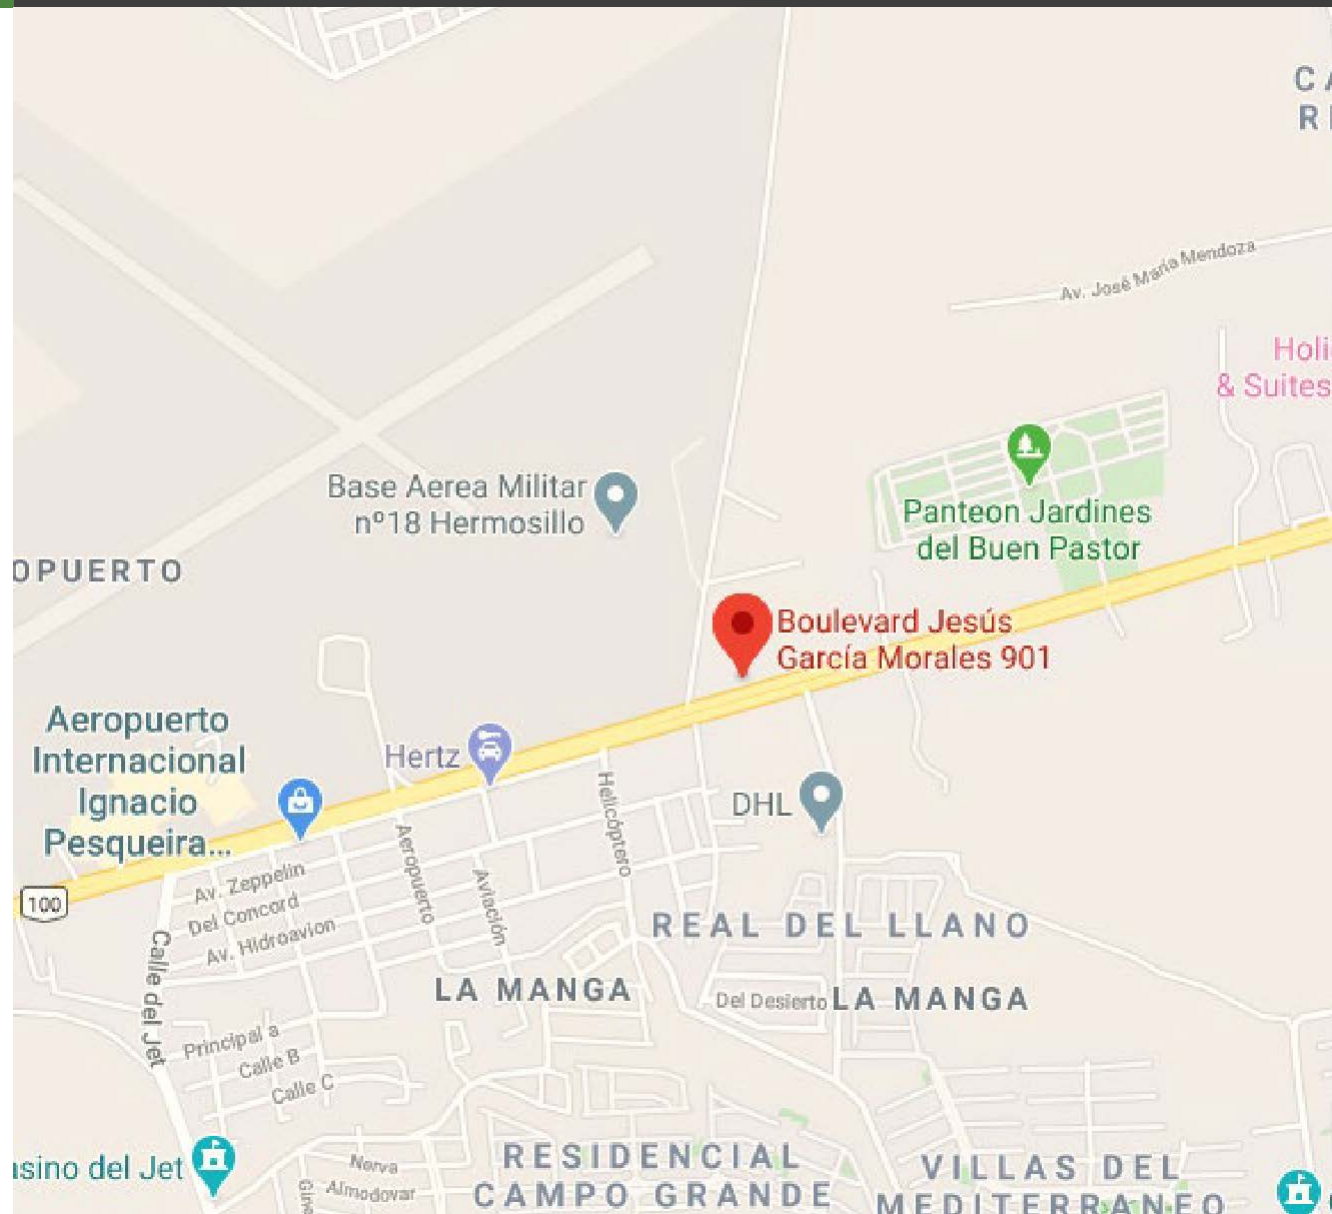 CA
Av. José María Mendoza
Holi
& Suites
Base Aerea Militar
nº18 Hermosillo
Panteon Jardines
del Buen Pastor
OPUERTO
Boulevard Jesús
García Morales 901
Aeropuerto
Internacional
Ignacio
Pesqueira...
Hertz
DHL
Helicóptero
Aeropuerto
Aviación
100
Av. Zeppelin
Del Concord
Av. Hidroavion
Calle del Jet
REAL DEL LLANO
LA MANGA
Del Desierto
LA MANGA
Principal a
Calle B
Calle C
asino del Jet
Nerva
Almodovar
RESIDENCIAL
CAMPO GRANDE
VILLAS DEL
MEDITERRANEO